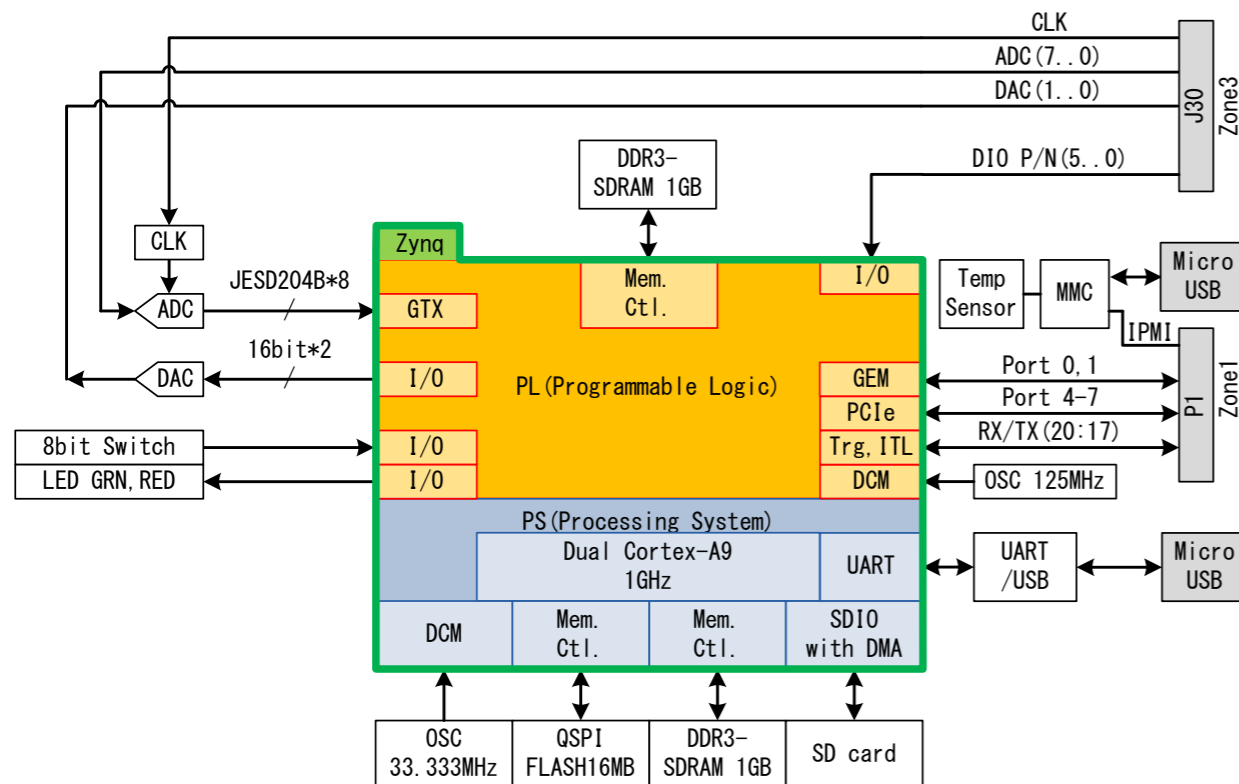 CLK
ADC(7..0)
DAC(1..0)
DIO P/N(5..0)
J30
Zone3
DDR3-
SDRAM 1GB
CLK
Zynq
ADC
JESD204B*8
GTX
Mem.
Ctl.
I/O
Temp
Sensor
MMC
Micro
USB
IPMI
16bit*2
DAC
I/O
PL(Programmable Logic)
GEM
Port 0,1
PCIe
Port 4-7
P1
Zone1
8bit Switch
I/O
Trg,ITL
RX/TX(20:17)
LED GRN,RED
I/O
DCM
OSC 125MHz
PS(Processing System)
Dual Cortex-A9
1GHz
UART
UART
/USB
Micro
USB
DCM
Mem.
Ctl.
Mem.
Ctl.
SDIO
with DMA
OSC
33.333MHz
QSPI
FLASH16MB
DDR3-
SDRAM 1GB
SD card